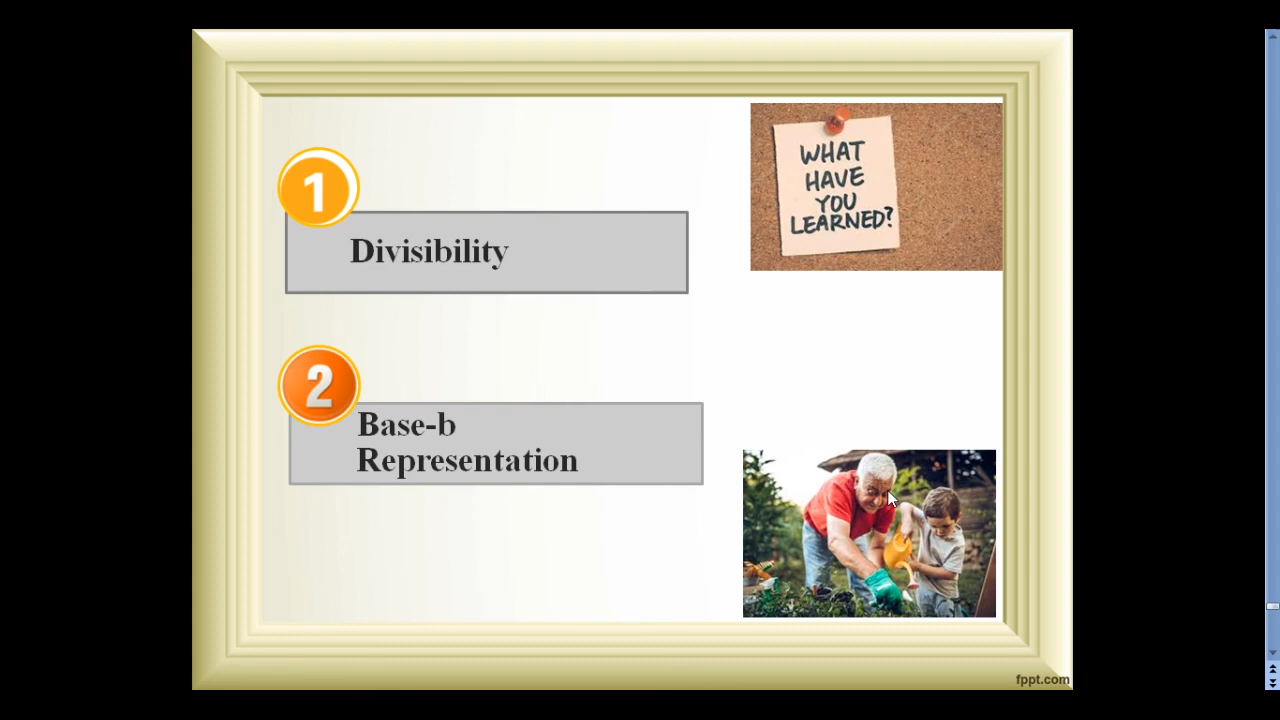 1
Divisibility
2
Base-b
Representation
WHAT
HAVE
YOU
LEARNED?
fppt.com